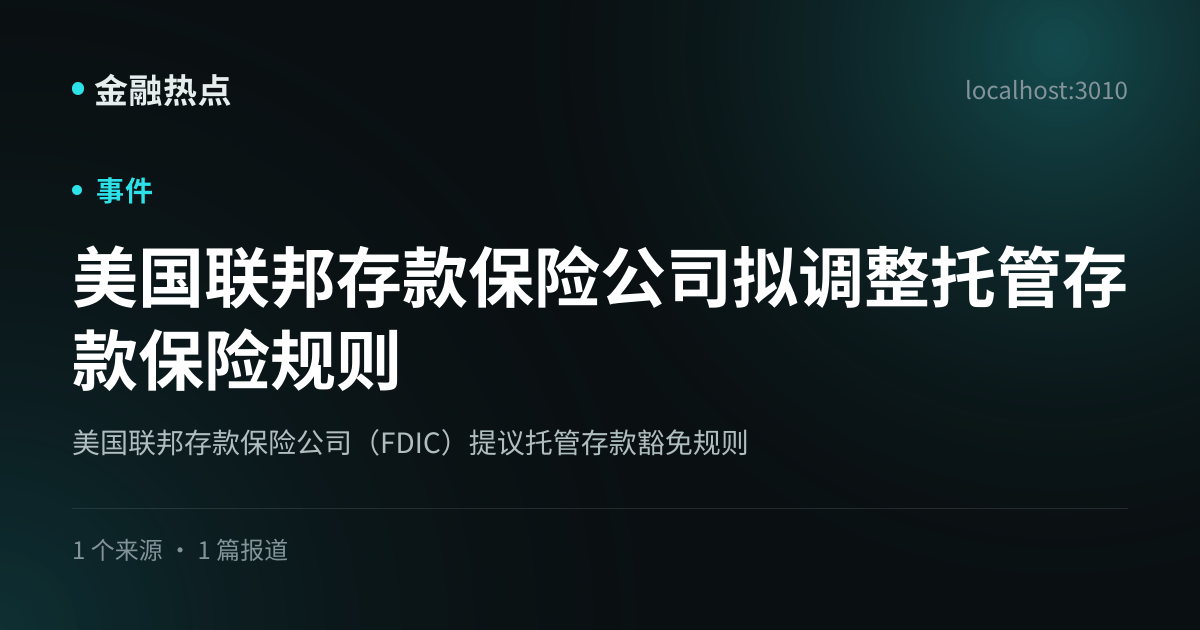 金融热点
localhost:3010
事件
美国联邦存款保险公司拟调整托管存
款保险规则
美国联邦存款保险公司（FDIC）提议托管存款豁免规则
1 个来源 · 1 篇报道